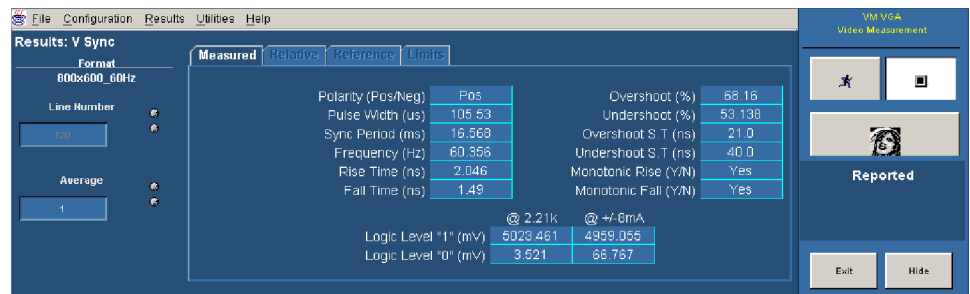 File Configuration Results Utilities Help
VM VGA
Video Measurement
Results: V Sync
Format
800x600_60Hz
Line Number
120
Average
1
Measured Relative Reference Limits
Polarity (Pos/Neg) Pos Overshoot (%) 68.16
Pulse Width (us) 105.53 Undershoot (%) 53.138
Sync Period (ms) 16.568 Overshoot S.T (ns) 21.0
Frequency (Hz) 60.356 Undershoot S.T (ns) 40.0
Rise Time (ns) 2.046 Monotonic Rise (Y/N) Yes
Fall Time (ns) 1.49 Monotonic Fall (Y/N) Yes
@ 2.21k @ +/-8mA
Logic Level "1" (mV) 5023.461 4959.055
Logic Level "0" (mV) 3.521 66.767
Reported
Exit Hide